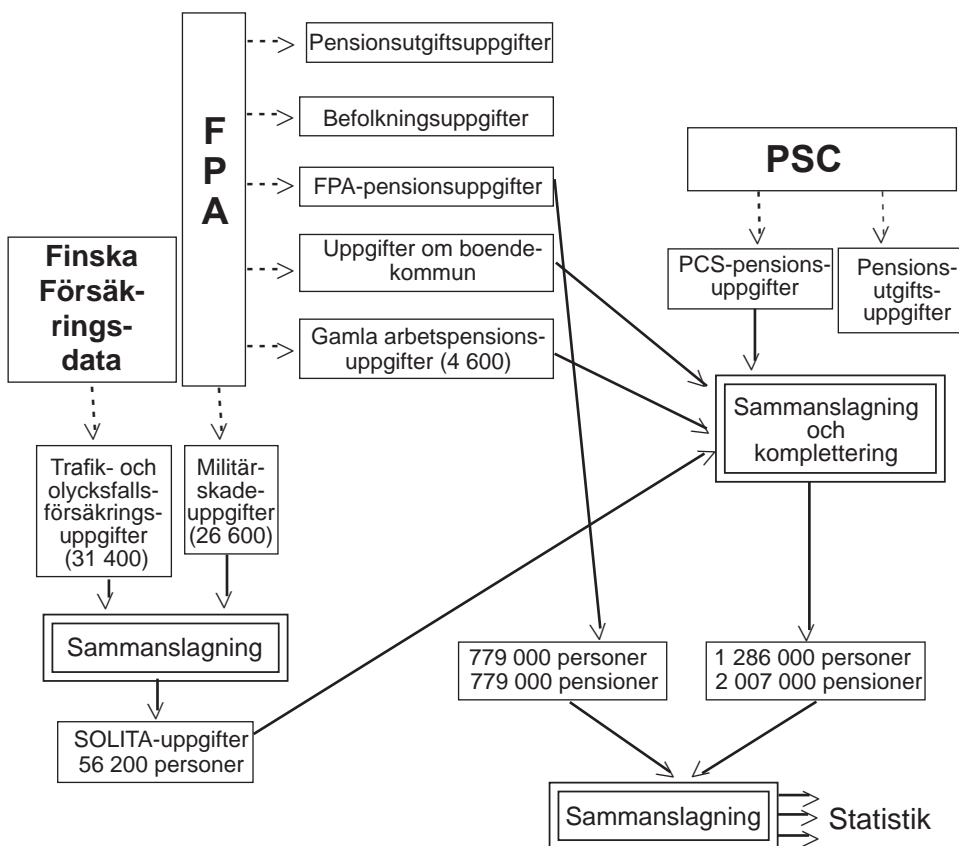 Pensionsutgiftsuppgifter
F
P
A
Befolkningsuppgifter
FPA-pensionsuppgifter
Uppgifter om boende-
kommun
Gamla arbetspensions-
uppgifter (4 600)
PSC
PCS-pensions-
uppgifter
Pensions-
utgifts-
uppgifter
Finska
Försäk-
rings-
data
Sammanslagning
och
komplettering
Trafik- och
olycksfalls-
försäkrings-
uppgifter
(31 400)
Militär-
skade-
uppgifter
(26 600)
Sammanslagning
SOLITA-uppgifter
56 200 personer
779 000 personer
779 000 pensioner
1 286 000 personer
2 007 000 pensioner
Sammanslagning
Statistik